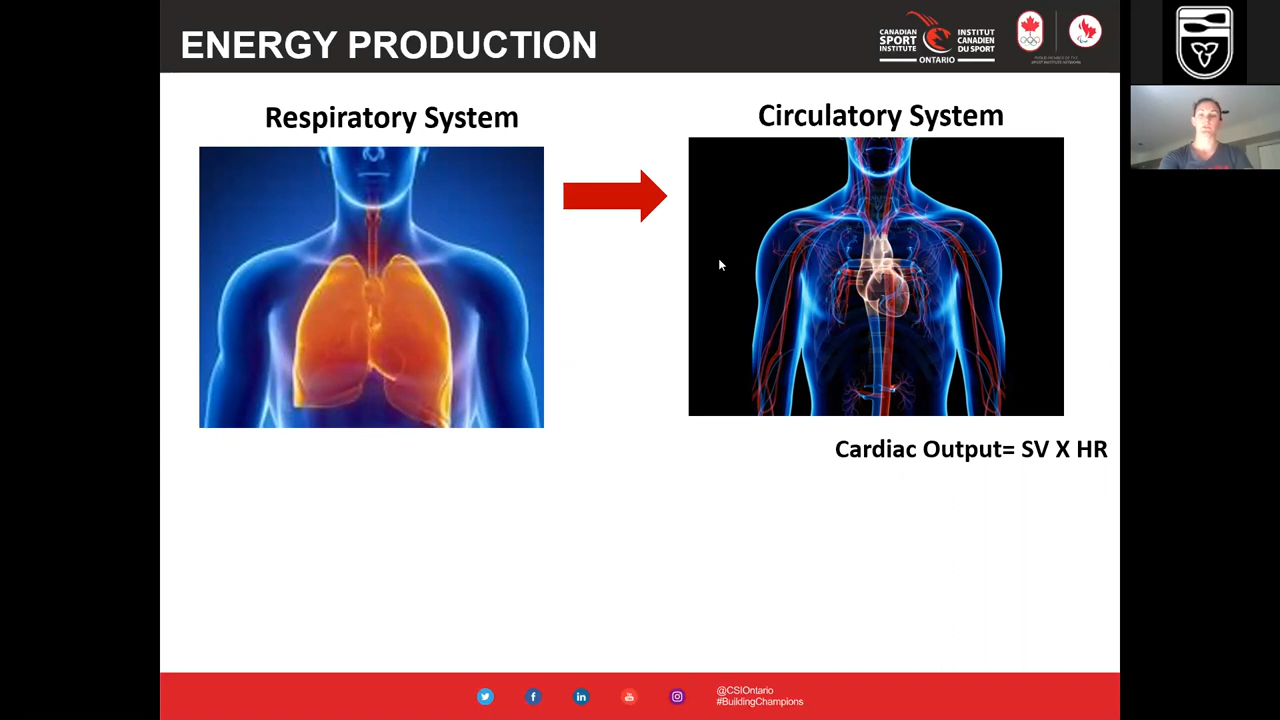 ENERGY PRODUCTION
CANADIAN
SPORT
INSTITUTE
INSTITUT
CANADIEN
DU SPORT
ONTARIO
Respiratory System
Circulatory System
Cardiac Output= SV X HR
@CSIOntario
#BuildingChampions